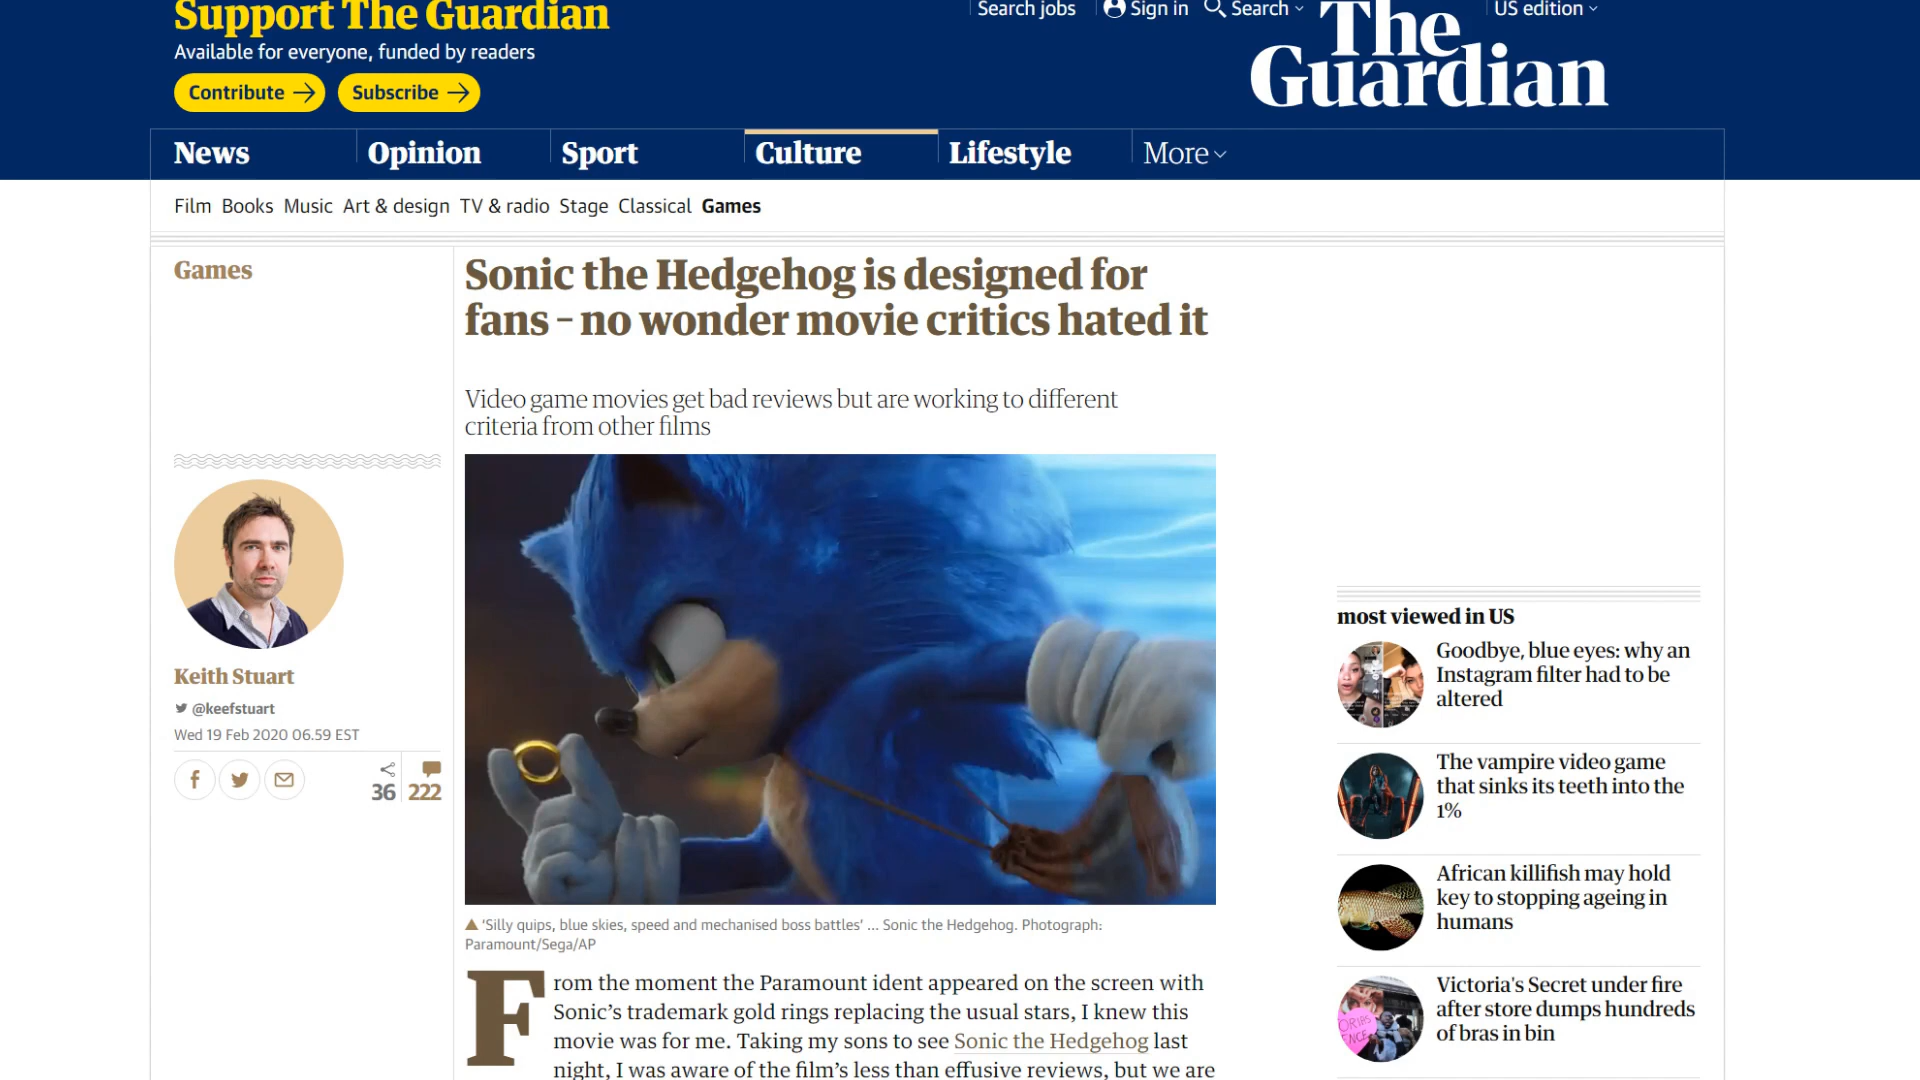 Support The Guardian
Available for everyone, funded by readers
Contribute
Subscribe
Search jobs
Sign in
Search
US edition
The
Guardian
News
Opinion
Sport
Culture
Lifestyle
More
Film Books Music Art & design TV & radio Stage Classical Games
Games
Sonic the Hedgehog is designed for
fans – no wonder movie critics hated it
Video game movies get bad reviews but are working to different
criteria from other films
Keith Stuart
@keefstuart
Wed 19 Feb 2020 06.59 EST
36
222
'Silly quips, blue skies, speed and mechanised boss battles' ... Sonic the Hedgehog. Photograph:
Paramount/Sega/AP
From the moment the Paramount ident appeared on the screen with
Sonic's trademark gold rings replacing the usual stars, I knew this
movie was for me. Taking my sons to see Sonic the Hedgehog last
night, I was aware of the film's less than effusive reviews, but we are
most viewed in US
Goodbye, blue eyes: why an
Instagram filter had to be
altered
The vampire video game
that sinks its teeth into the
1%
African killifish may hold
key to stopping ageing in
humans
Victoria's Secret under fire
after store dumps hundreds
of bras in bin